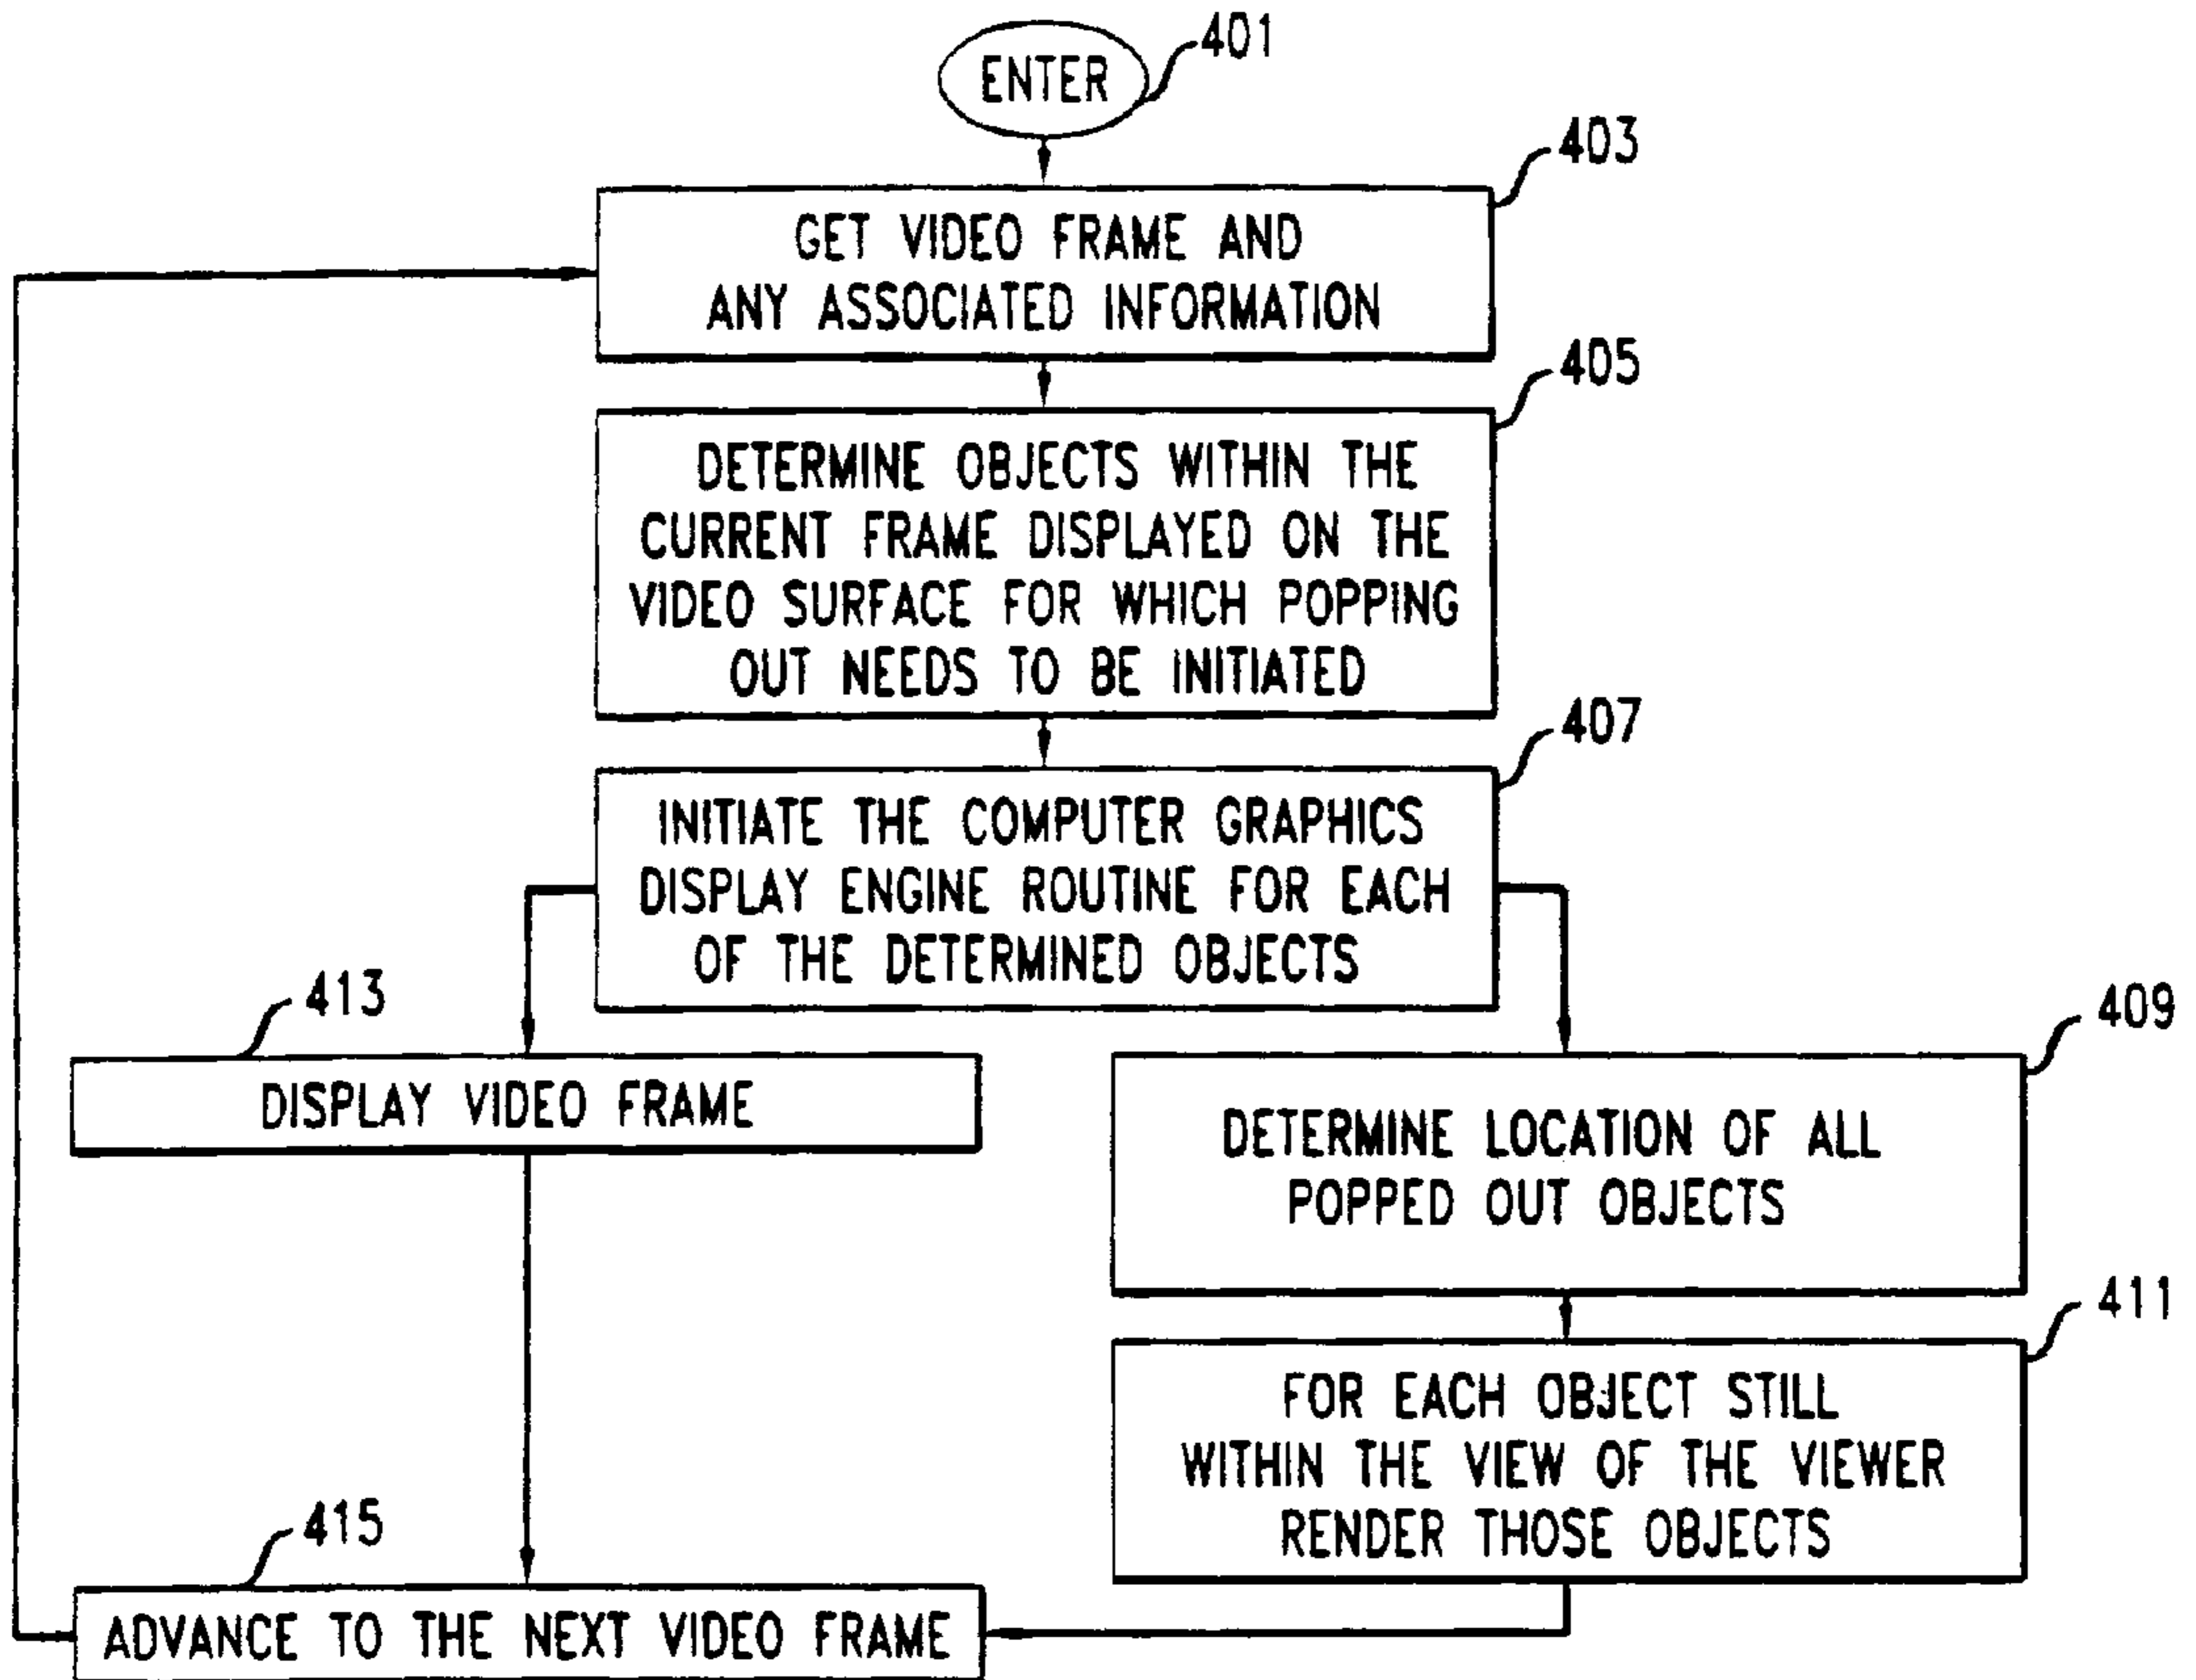 ENTER
401
403
GET VIDEO FRAME AND
ANY ASSOCIATED INFORMATION
405
DETERMINE OBJECTS WITHIN THE
CURRENT FRAME DISPLAYED ON THE
VIDEO SURFACE FOR WHICH POPPING
OUT NEEDS TO BE INITIATED
407
INITIATE THE COMPUTER GRAPHICS
DISPLAY ENGINE ROUTINE FOR EACH
OF THE DETERMINED OBJECTS
413
DISPLAY VIDEO FRAME
409
DETERMINE LOCATION OF ALL
POPPED OUT OBJECTS
411
FOR EACH OBJECT STILL
WITHIN THE VIEW OF THE VIEWER
RENDER THOSE OBJECTS
415
ADVANCE TO THE NEXT VIDEO FRAME